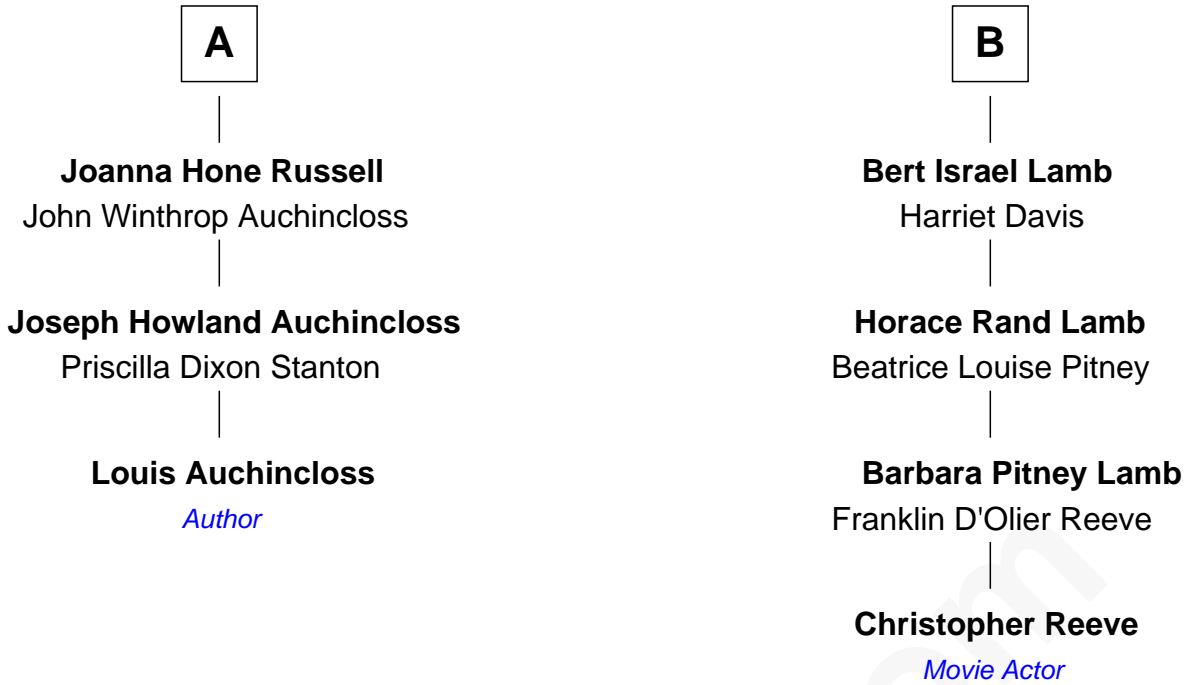 A
Joanna Hone Russell
John Winthrop Auchincloss
Joseph Howland Auchincloss
Priscilla Dixon Stanton
Louis Auchincloss
Author
B
Bert Israel Lamb
Harriet Davis
Horace Rand Lamb
Beatrice Louise Pitney
Barbara Pitney Lamb
Franklin D'Olier Reeve
Christopher Reeve
Movie Actor